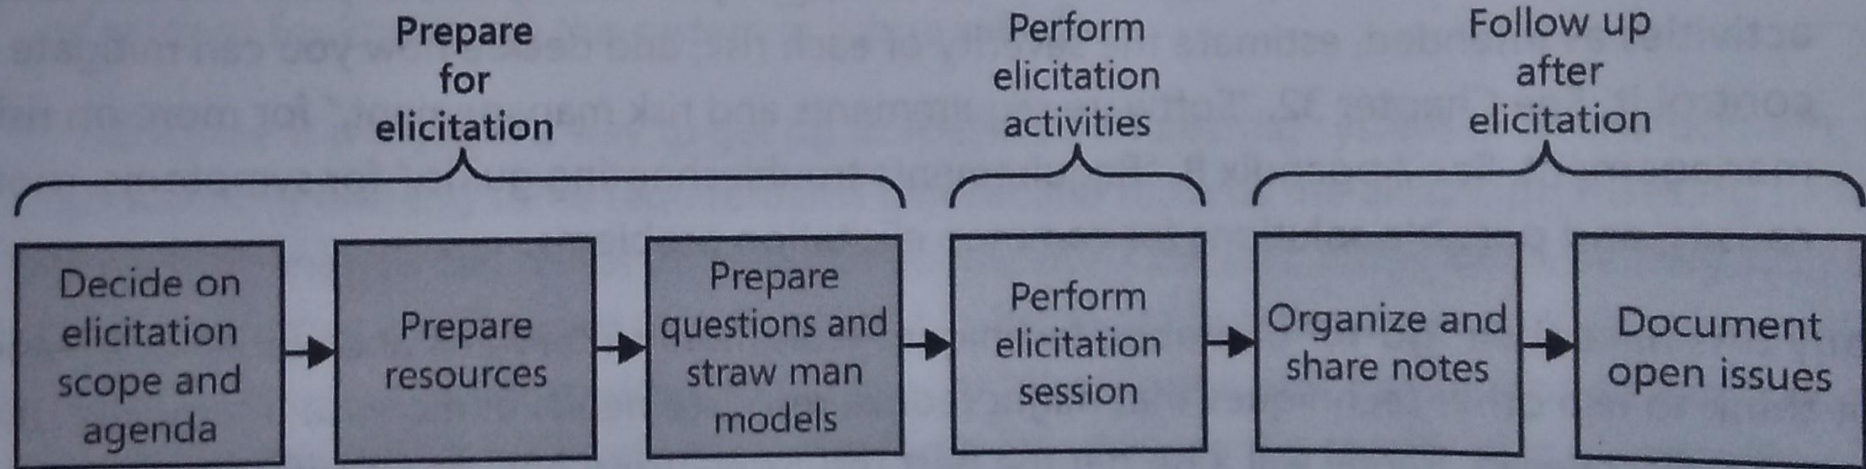 Prepare
for
elicitation
Perform
elicitation
activities
Follow up
after
elicitation
Decide on
elicitation
scope and
agenda
Prepare
resources
Prepare
questions and
straw man
models
Perform
elicitation
session
Organize and
share notes
Document
open issues